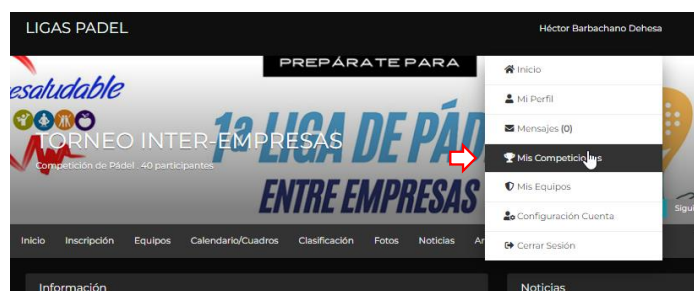 LIGAS PADEL
Héctor Barbachano Dehesa
PREPÁRATE PARA
esaludable
TORNEO INTER-EMPRESAS
Competición de Pádel . 40 participantes
1ª LIGA DE PÁD
ENTRE EMPRESAS
Inicio
Mi Perfil
Mensajes (0)
Mis Equipos
Configuración Cuenta
Cerrar Sesión
Sigui
Inicio Inscripción Equipos Calendario/Cuadros Clasificación Fotos Noticias
Información
Noticias